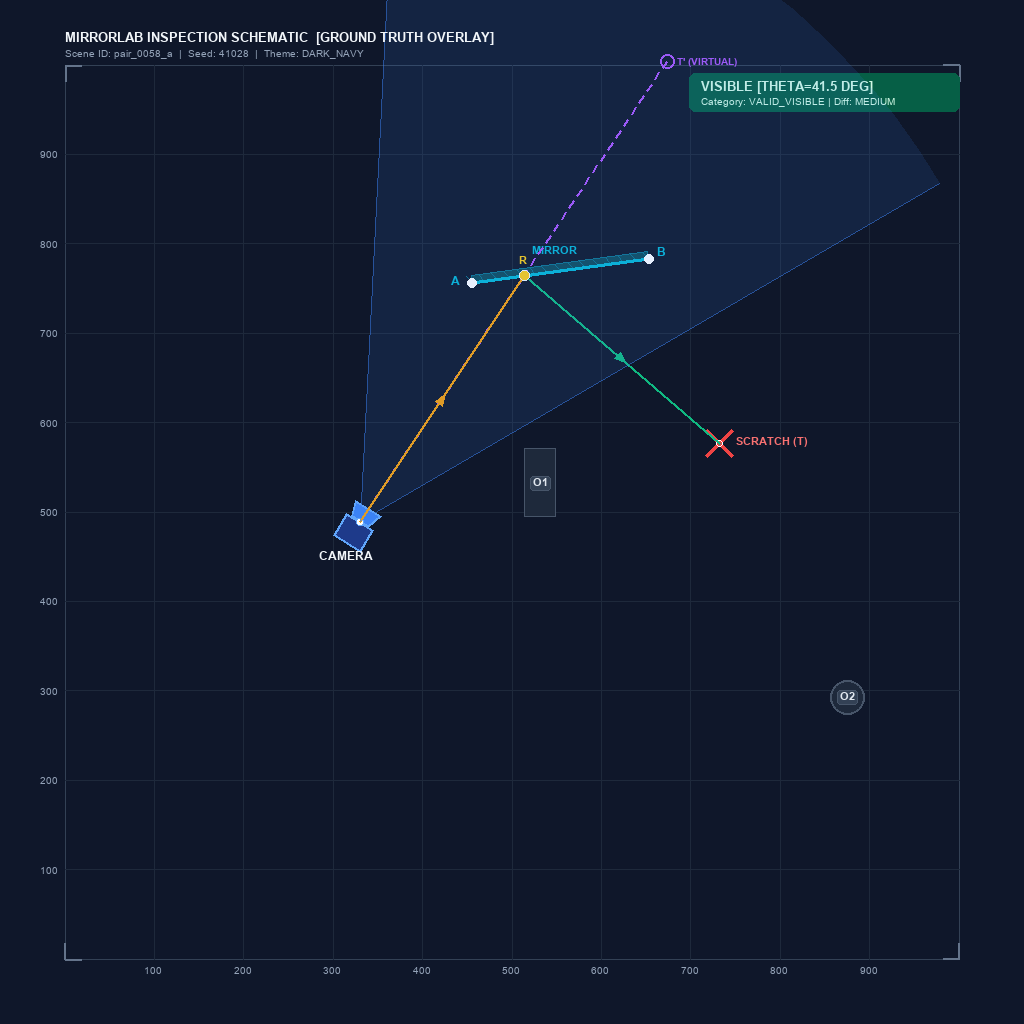 MIRRORLAB INSPECTION SCHEMATIC [GROUND TRUTH OVERLAY]
Scene ID: pair_0058_a | Seed: 41028 | Theme: DARK_NAVY
T' (VIRTUAL)
VISIBLE [THETA=41.5 DEG]
Category: VALID_VISIBLE | Diff: MEDIUM
900
800
MIRROR
B
R
A
700
600
SCRATCH (T)
O1
500
CAMERA
400
300
O2
200
100
100 200 300 400 500 600 700 800 900